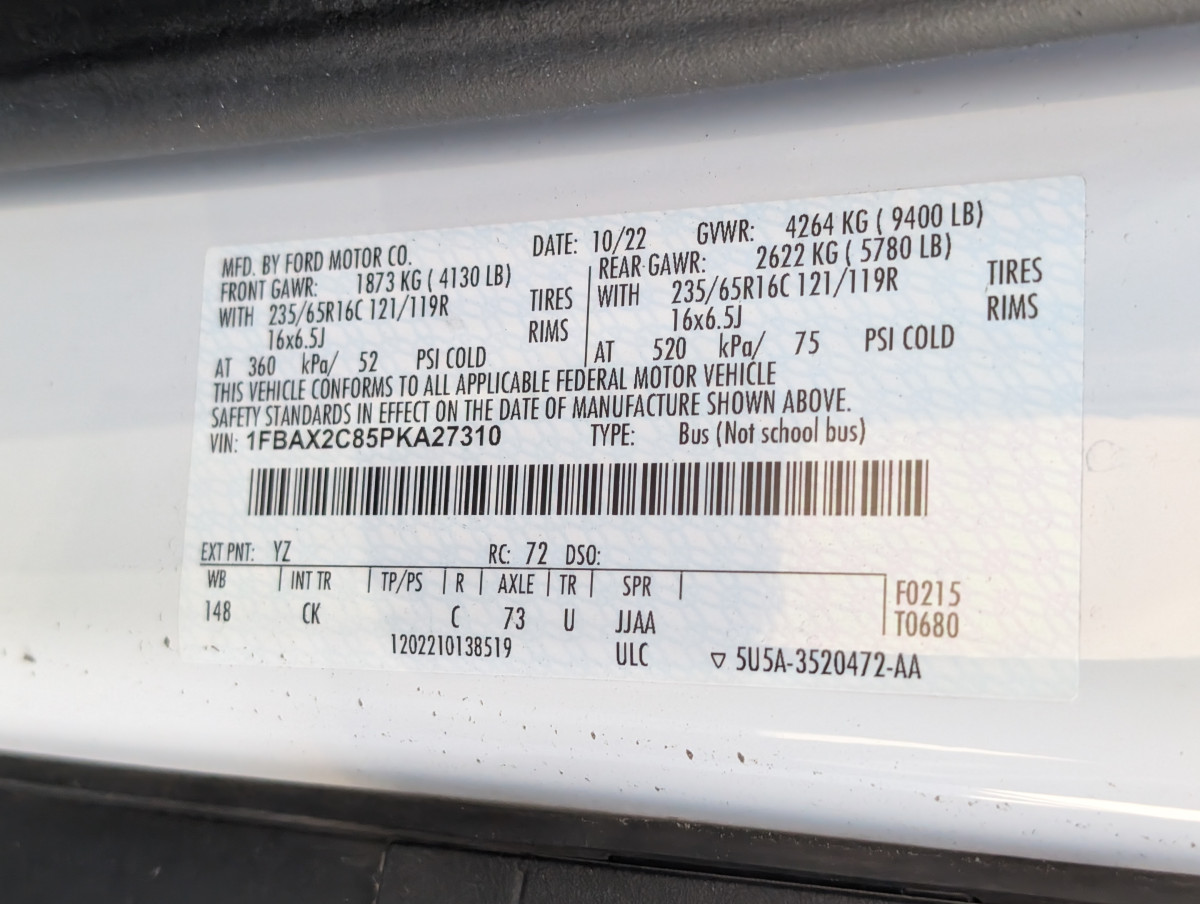 MFD. BY FORD MOTOR CO. DATE: 10/22 GVWR: 4264 KG ( 9400 LB)
FRONT GAWR: 1873 KG ( 4130 LB) REAR GAWR: 2622 KG ( 5780 LB)
WITH 235/65R16C 121/119R TIRES WITH 235/65R16C 121/119R TIRES
16x6.5J RIMS 16x6.5J RIMS
AT 360 kPa/ 52 PSI COLD AT 520 kPa/ 75 PSI COLD
THIS VEHICLE CONFORMS TO ALL APPLICABLE FEDERAL MOTOR VEHICLE
SAFETY STANDARDS IN EFFECT ON THE DATE OF MANUFACTURE SHOWN ABOVE.
VIN: 1FBAX2C85PKA27310 TYPE: Bus (Not school bus)
EXT PNT: YZ RC: 72 DSO:
WB INT TR TP/PS R AXLE TR SPR F0215
148 CK C 73 U JJAA T0680
1202210138519 ULC ▽ 5U5A-3520472-AA